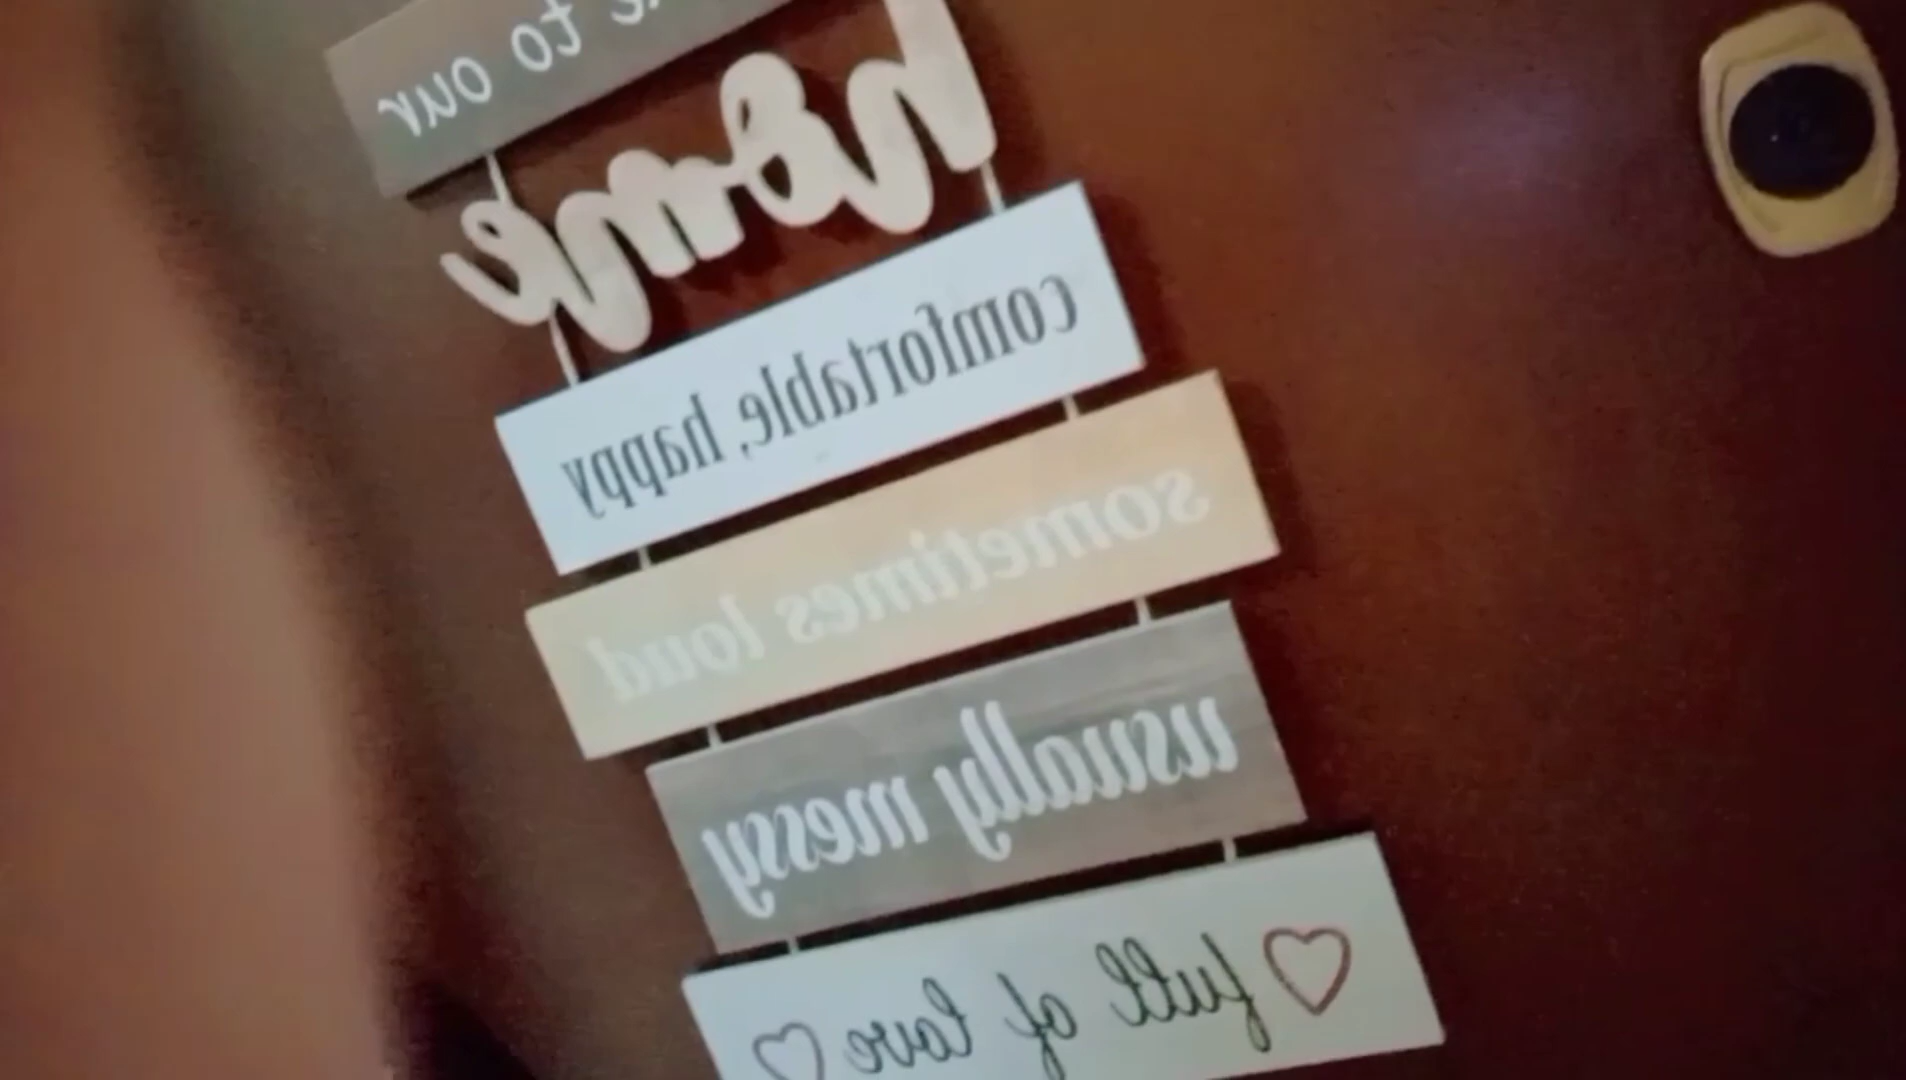 to our
Home
comfortable, happy
sometimes loud
usually messy
full of love